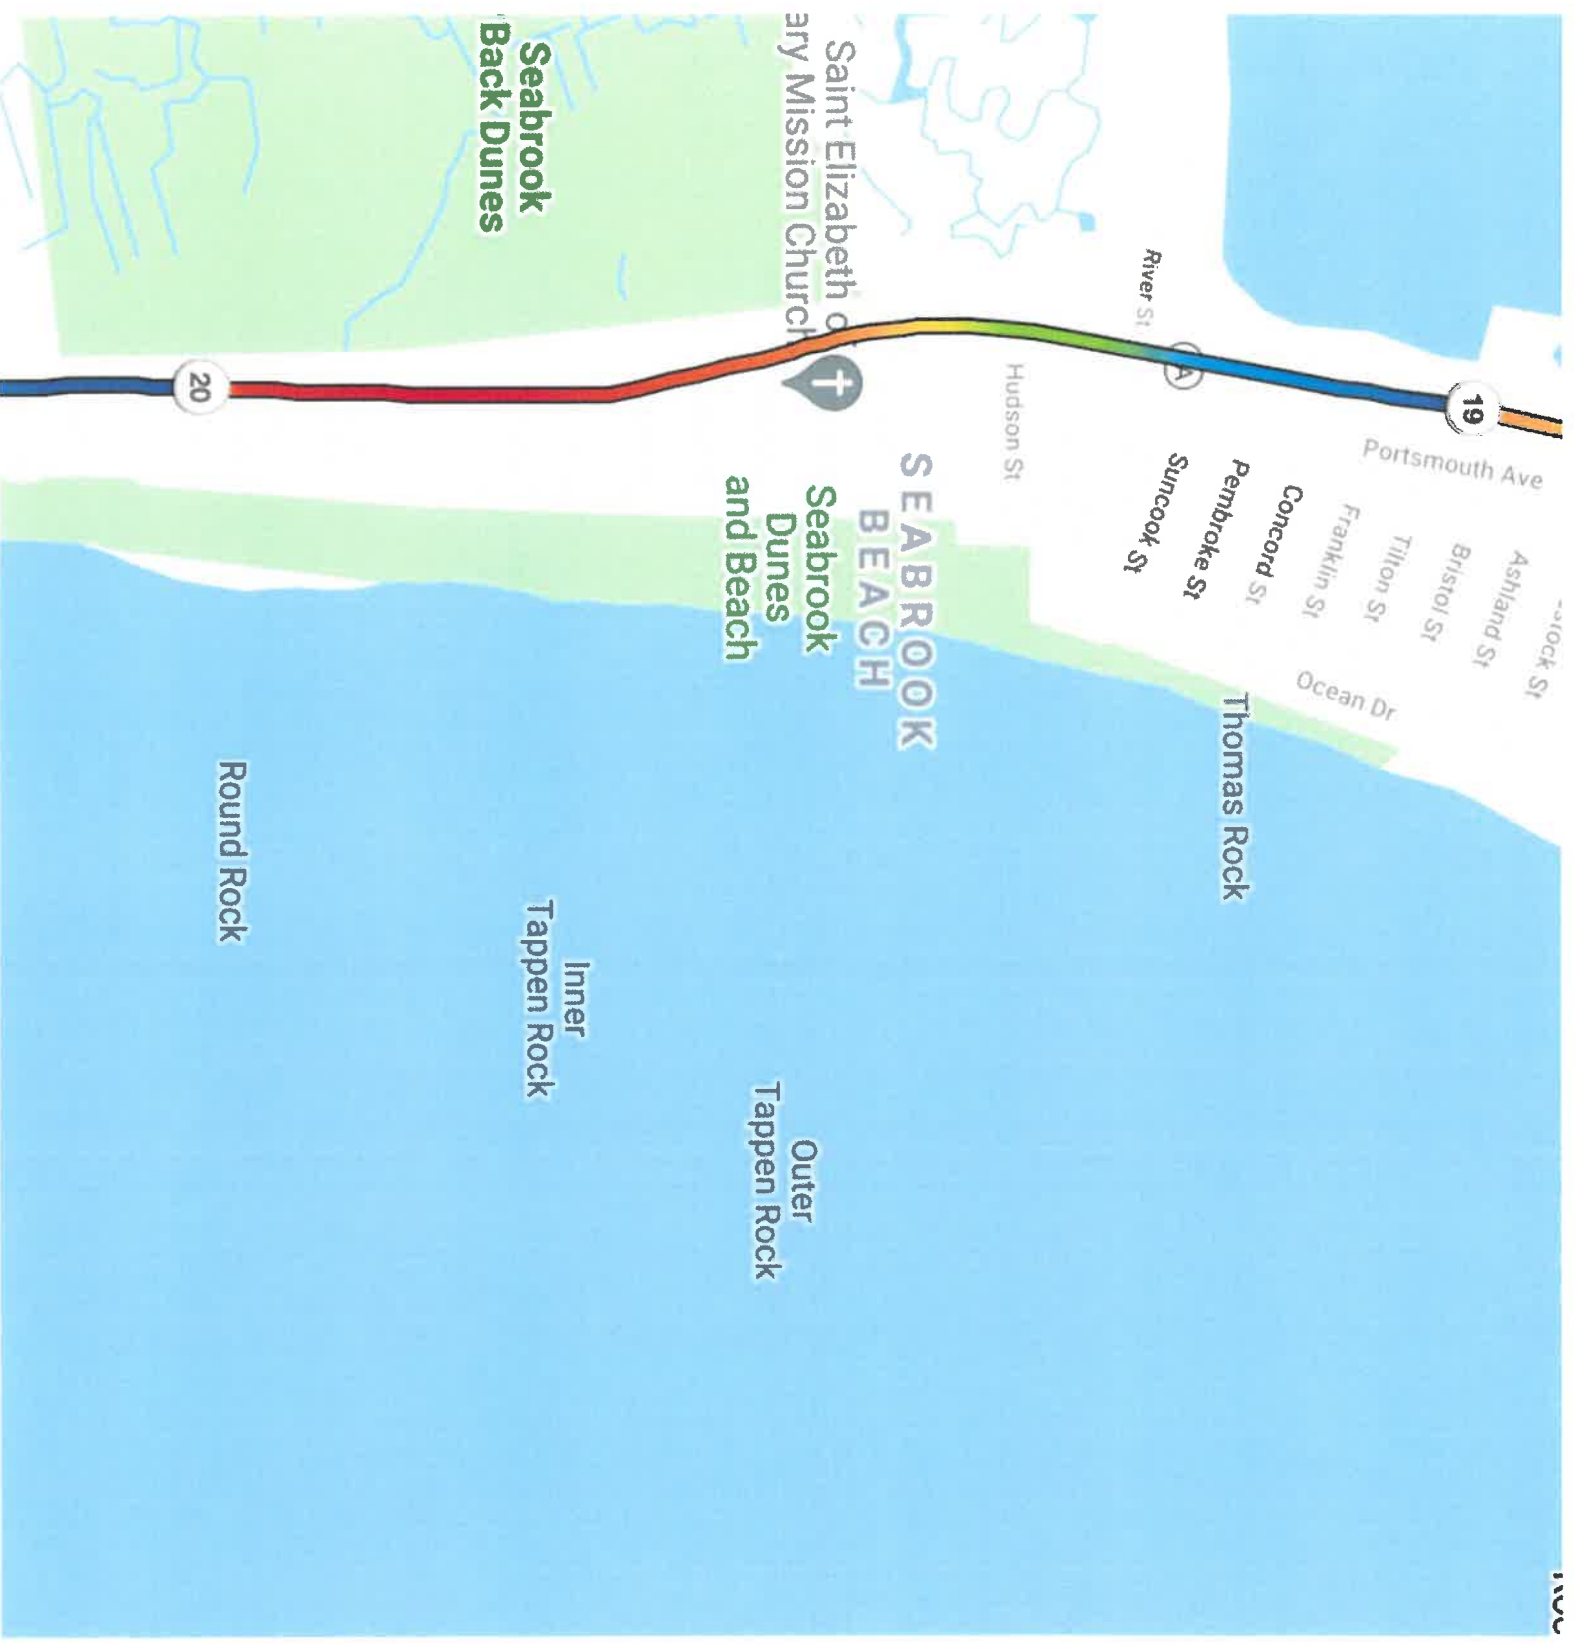 19
Portsmouth Ave
Ashland St
Bristol St
Tilton St
Franklin St
Ocean Dr
Concord St
Pembroke St
Thomas Rock
Suncook St
River St
A
Hudson St
SEABROOK
BEACH
Saint Elizabeth of
ary Mission Church
Seabrook
Dunes
and Beach
Outer
Tappen Rock
Inner
Tappen Rock
Seabrook
Back Dunes
Round Rock
20